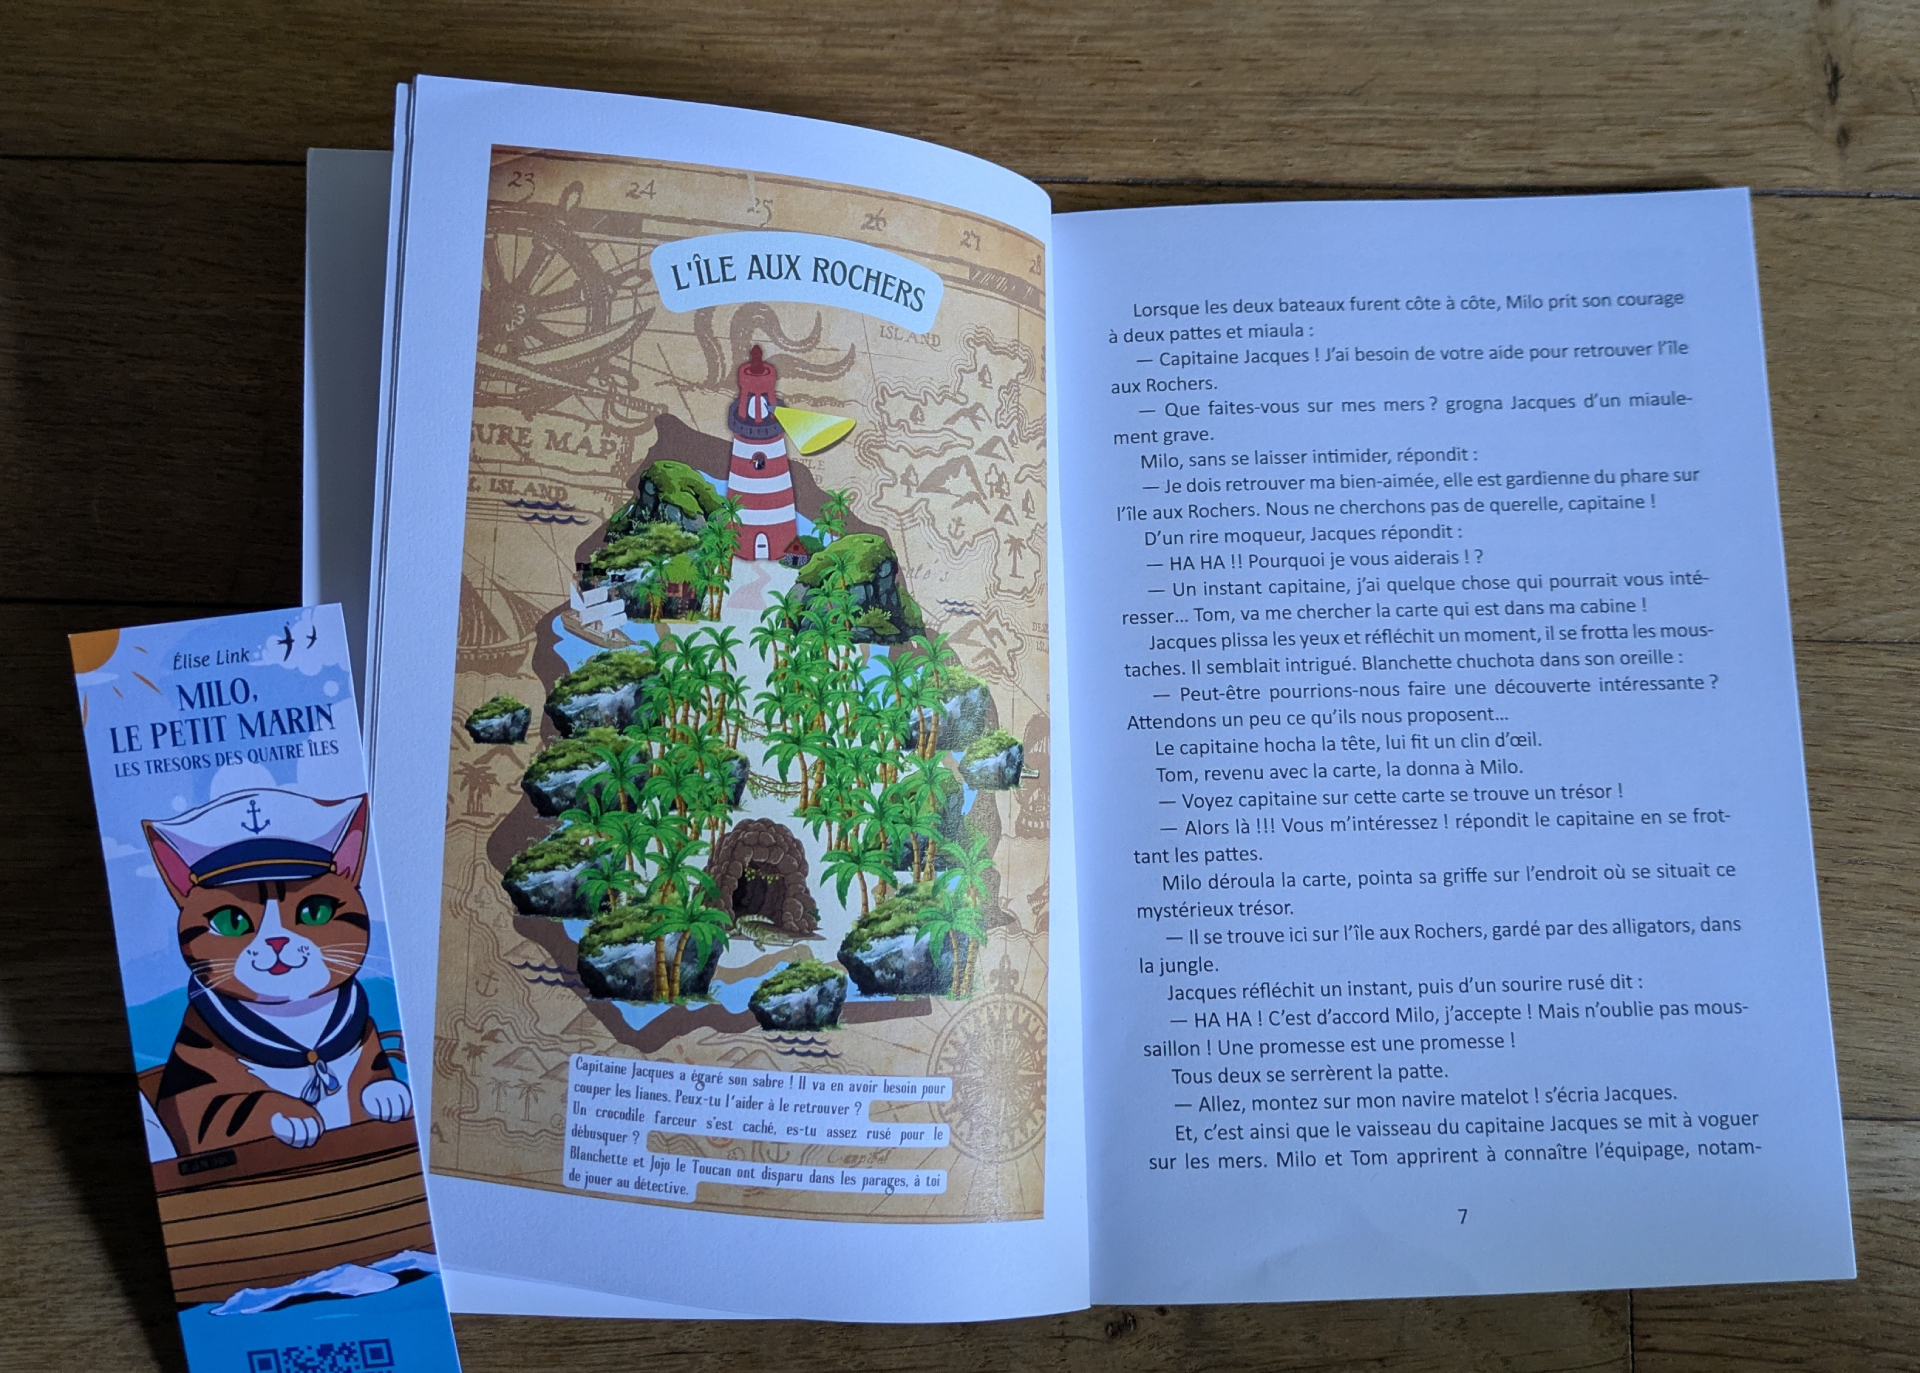 23 24 25 26 27 28
L'ÎLE AUX ROCHERS
ISLAND
URE MAP
ISLAND
Capitaine Jacques a égaré son sabre ! Il va en avoir besoin pour
couper les lianes. Peux-tu l'aider à le retrouver ?
Un crocodile farceur s'est caché, es-tu assez rusé pour le
débusquer ?
Blanchette et Jojo le Toucan ont disparu dans les parages, à toi
de jouer au détective.
Élise Link
MILO,
LE PETIT MARIN
LES TRESORS DES QUATRE ÎLES
Lorsque les deux bateaux furent côte à côte, Milo prit son courage
à deux pattes et miaula :
— Capitaine Jacques ! J'ai besoin de votre aide pour retrouver l'île
aux Rochers.
— Que faites-vous sur mes mers ? grogna Jacques d'un miaule-
ment grave.
Milo, sans se laisser intimider, répondit :
— Je dois retrouver ma bien-aimée, elle est gardienne du phare sur
l'île aux Rochers. Nous ne cherchons pas de querelle, capitaine !
D'un rire moqueur, Jacques répondit :
— HA HA !! Pourquoi je vous aiderais ! ?
— Un instant capitaine, j'ai quelque chose qui pourrait vous inté-
resser... Tom, va me chercher la carte qui est dans ma cabine !
Jacques plissa les yeux et réfléchit un moment, il se frotta les mous-
taches. Il semblait intrigué. Blanchette chuchota dans son oreille :
— Peut-être pourrions-nous faire une découverte intéressante ?
Attendons un peu ce qu'ils nous proposent...
Le capitaine hocha la tête, lui fit un clin d'œil.
Tom, revenu avec la carte, la donna à Milo.
— Voyez capitaine sur cette carte se trouve un trésor !
— Alors là !!! Vous m'intéressez ! répondit le capitaine en se frot-
tant les pattes.
Milo déroula la carte, pointa sa griffe sur l'endroit où se situait ce
mystérieux trésor.
— Il se trouve ici sur l'île aux Rochers, gardé par des alligators, dans
la jungle.
Jacques réfléchit un instant, puis d'un sourire rusé dit :
— HA HA ! C'est d'accord Milo, j'accepte ! Mais n'oublie pas mous-
saillon ! Une promesse est une promesse !
Tous deux se serrèrent la patte.
— Allez, montez sur mon navire matelot ! s'écria Jacques.
Et, c'est ainsi que le vaisseau du capitaine Jacques se mit à voguer
sur les mers. Milo et Tom apprirent à connaître l'équipage, notam-
7